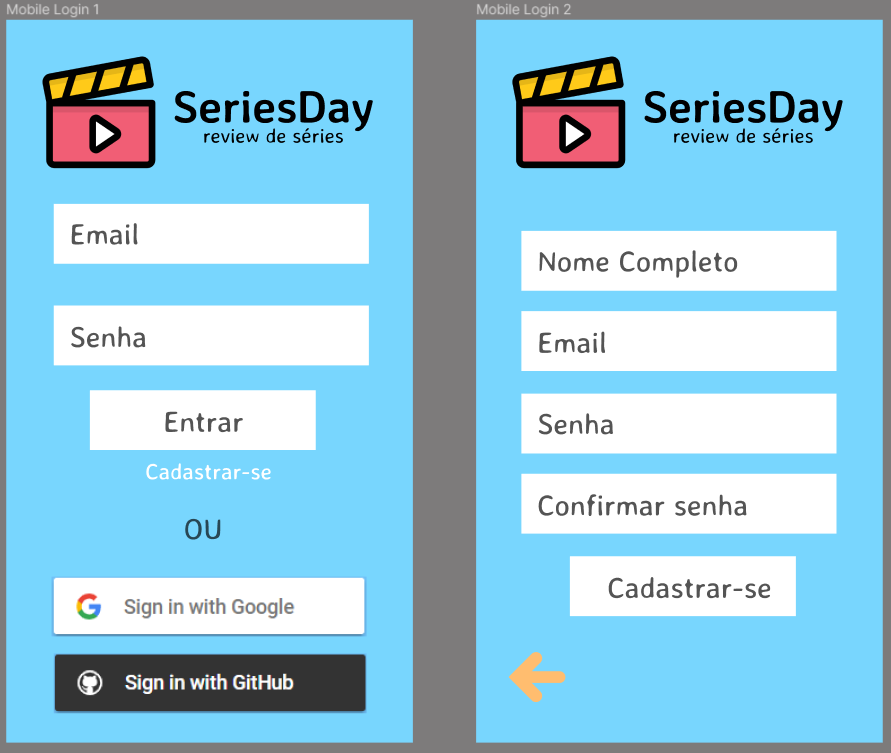 Mobile Login 1
SeriesDay
review de séries
Email
Senha
Entrar
Cadastrar-se
OU
Sign in with Google
Sign in with GitHub
Mobile Login 2
SeriesDay
review de séries
Nome Completo
Email
Senha
Confirmar senha
Cadastrar-se